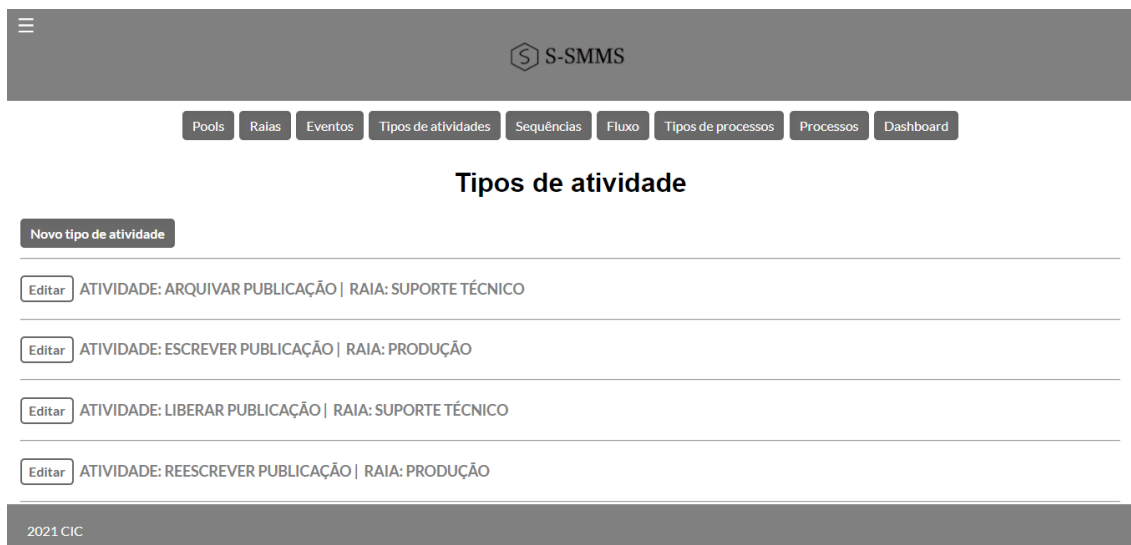 ☰
S-SMMS
Pools Raias Eventos Tipos de atividades Sequências Fluxo Tipos de processos Processos Dashboard
Tipos de atividade
Novo tipo de atividade
Editar ATIVIDADE: ARQUIVAR PUBLICAÇÃO | RAIA: SUPORTE TÉCNICO
Editar ATIVIDADE: ESCREVER PUBLICAÇÃO | RAIA: PRODUÇÃO
Editar ATIVIDADE: LIBERAR PUBLICAÇÃO | RAIA: SUPORTE TÉCNICO
Editar ATIVIDADE: REESCREVER PUBLICAÇÃO | RAIA: PRODUÇÃO
2021 CIC